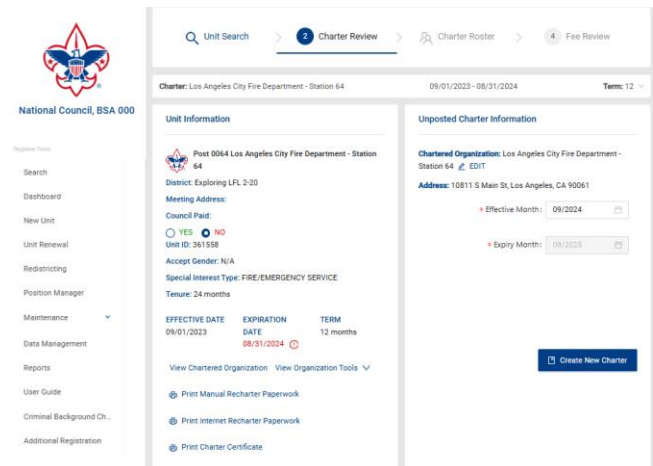 National Council, BSA 000
Registrar Tools
Search
Dashboard
New Unit
Unit Renewal
Redistricting
Position Manager
Maintenance
Data Management
Reports
User Guide
Criminal Background Ch...
Additional Registration
Unit Search
2 Charter Review
Charter Roster
4 Fee Review
Charter: Los Angeles City Fire Department - Station 64 09/01/2023 - 08/31/2024 Term: 12
Unit Information
Post 0064 Los Angeles City Fire Department - Station
64
District: Exploring LFL 2-20
Meeting Address:
Council Paid:
YES NO
Unit ID: 361558
Accept Gender: N/A
Special Interest Type: FIRE/EMERGENCY SERVICE
Tenure: 24 months
EFFECTIVE DATE EXPIRATION TERM
09/01/2023 DATE 12 months
08/31/2024
View Chartered Organization View Organization Tools
Print Manual Recharter Paperwork
Print Internet Recharter Paperwork
Print Charter Certificate
Unposted Charter Information
Chartered Organization: Los Angeles City Fire Department -
Station 64 EDIT
Address: 10811 S Main St, Los Angeles, CA 90061
* Effective Month: 09/2024
* Expiry Month: 08/2025
Create New Charter